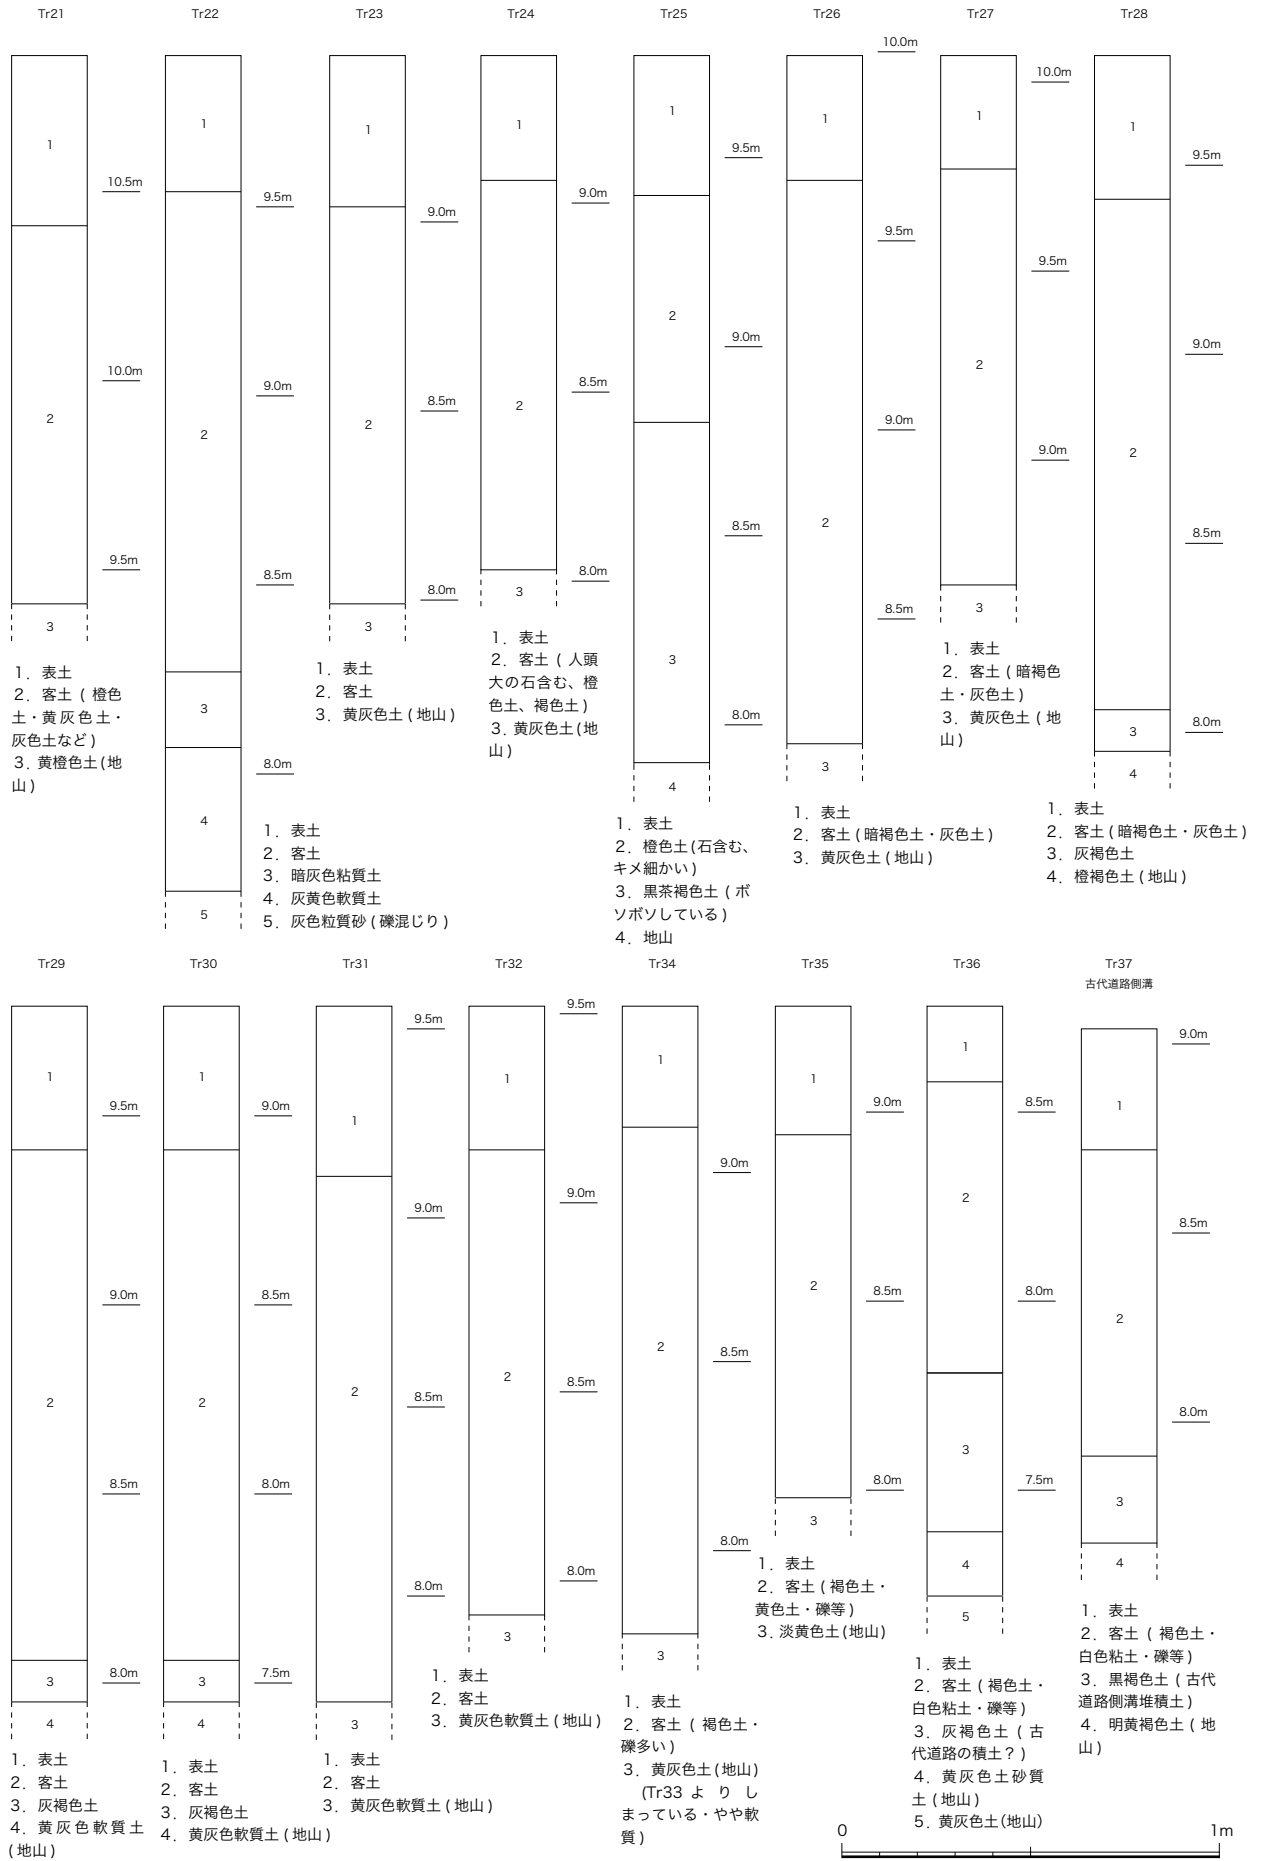 Tr21
Tr22
Tr23
Tr24
Tr25
Tr26
Tr27
Tr28
1
10.5m
2
10.0m
9.5m
3
1．表土
2．客土 ( 橙色
土・黄灰色土・
灰色土など )
3. 黄橙色土(地
山 )
1
9.5m
2
9.0m
8.5m
3
8.0m
4
5
1．表土
2．客土
3．暗灰色粘質土
4．灰黄色軟質土
5．灰色粒質砂 ( 礫混じり )
1
9.0m
2
8.5m
8.0m
3
1．表土
2．客土
3．黄灰色土 ( 地山 )
1
9.0m
2
8.5m
8.0m
3
1．表土
2．客土 ( 人頭
大の石含む、橙
色土、褐色土 )
3. 黄灰色土(地
山 )
1
9.5m
2
9.0m
8.5m
3
8.0m
4
1．表土
2．橙色土(石含む、
キメ細かい )
3．黒茶褐色土 ( ボ
ソボソしている )
4．地山
10.0m
1
9.5m
9.0m
2
8.5m
3
1．表土
2．客土 ( 暗褐色土・灰色土 )
3．黄灰色土 ( 地山 )
10.0m
1
9.5m
2
9.0m
3
1．表土
2．客土 ( 暗褐色
土・灰色土 )
3．黄灰色土 ( 地
山 )
1
9.5m
9.0m
2
8.5m
8.0m
3
4
1．表土
2．客土 ( 暗褐色土・灰色土 )
3．灰褐色土
4．橙褐色土 ( 地山 )
Tr29
Tr30
Tr31
Tr32
Tr34
Tr35
Tr36
Tr37
古代道路側溝
1
9.5m
9.0m
2
8.5m
8.0m
3
4
1．表土
2．客土
3．灰褐色土
4．黄灰色軟質土
( 地山 )
1
9.0m
8.5m
2
8.0m
7.5m
3
4
1．表土
2．客土
3．灰褐色土
4．黄灰色軟質土 ( 地山 )
9.5m
1
9.0m
2
8.5m
8.0m
3
1．表土
2．客土
3．黄灰色軟質土 ( 地山 )
9.5m
1
9.0m
2
8.5m
8.0m
3
1．表土
2．客土
3．黄灰色軟質土 ( 地山 )
1
9.0m
2
8.5m
8.0m
3
1．表土
2．客土 ( 褐色土・
礫多い )
3．黄灰色土 ( 地山 )
(Tr33 よ り し
まっている・やや軟
質 )
1
9.0m
2
8.5m
8.0m
3
1．表土
2．客土 ( 褐色土・
黄色土・礫等 )
3. 淡黄色土(地山)
1
8.5m
2
8.0m
3
7.5m
4
5
1．表土
2．客土 ( 褐色土・
白色粘土・礫等)
3．灰褐色土 ( 古
代道路の積土？)
4．黄灰色土砂質
土 ( 地山 )
5. 黄灰色土(地山)
9.0m
1
8.5m
2
8.0m
3
4
1．表土
2．客土 ( 褐色土・
白色粘土・礫等)
3．黒褐色土 ( 古代
道路側溝堆積土 )
4．明黄褐色土 ( 地
山 )
0
1m